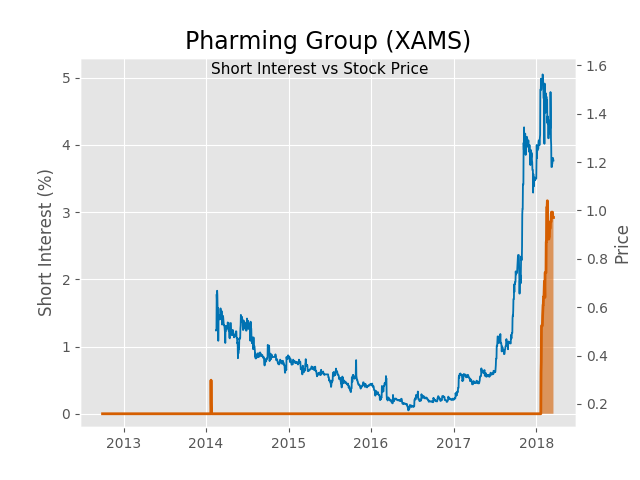 Pharming Group (XAMS)
Short Interest vs Stock Price
Short Interest (%)
5
4
3
2
1
0
1.6
1.4
1.2
1.0
0.8
0.6
0.4
0.2
Price
2013 2014 2015 2016 2017 2018